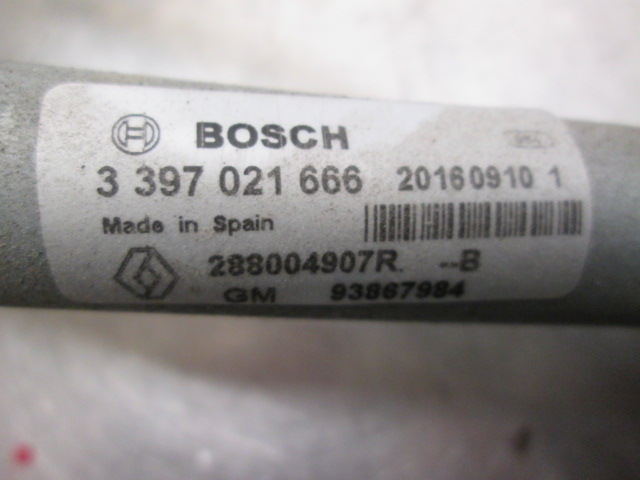 BOSCH
3 397 021 666 20160910 1
Made in Spain
288004907R --B
GM 93867984